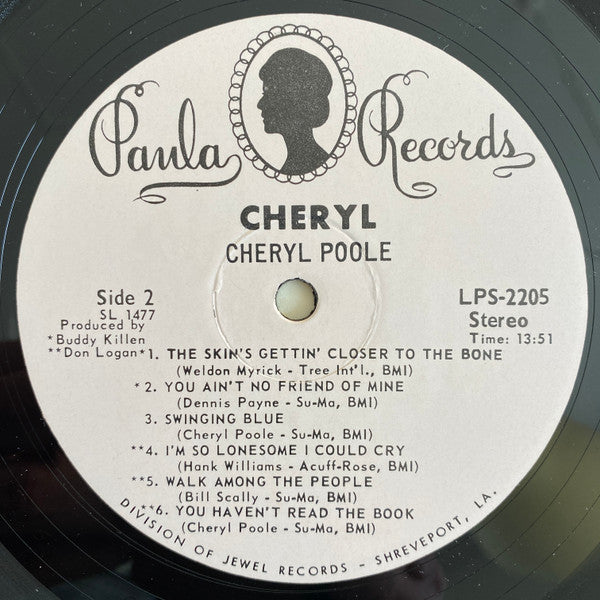 Paula Records
CHERYL
CHERYL POOLE
Side 2
SL 1477
Produced by
*Buddy Killen
**Don Logan
LPS-2205
Stereo
Time: 13:51
*1. THE SKIN'S GETTIN' CLOSER TO THE BONE
(Weldon Myrick - Tree Int'l., BMI)
*2. YOU AIN'T NO FRIEND OF MINE
(Dennis Payne - Su-Ma, BMI)
3. SWINGING BLUE
(Cheryl Poole - Su-Ma, BMI)
**4. I'M SO LONESOME I COULD CRY
(Hank Williams - Acuff-Rose, BMI)
**5. WALK AMONG THE PEOPLE
(Bill Scally - Su-Ma, BMI)
**6. YOU HAVEN'T READ THE BOOK
(Cheryl Poole - Su-Ma, BMI)
DIVISION OF JEWEL RECORDS - SHREVEPORT, LA.